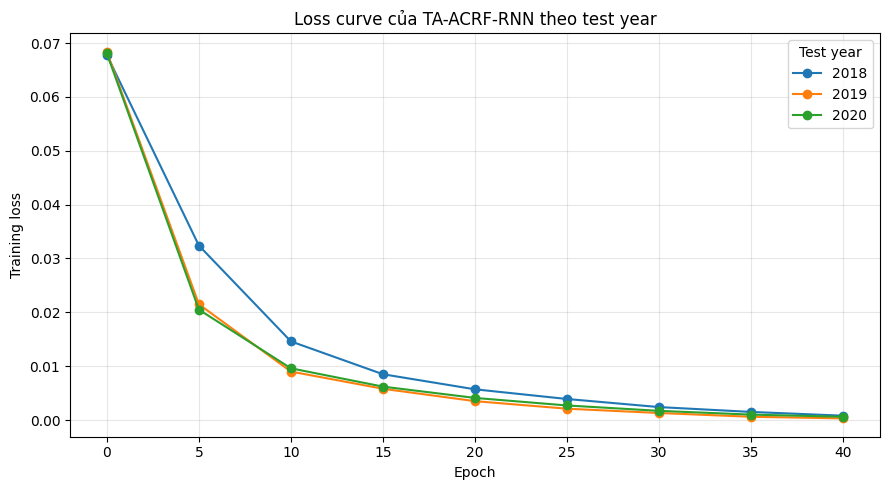 Loss curve của TA-ACRF-RNN theo test year
Test year
2018
2019
2020
Training loss
0.07
0.06
0.05
0.04
0.03
0.02
0.01
0.00
0 5 10 15 20 25 30 35 40
Epoch